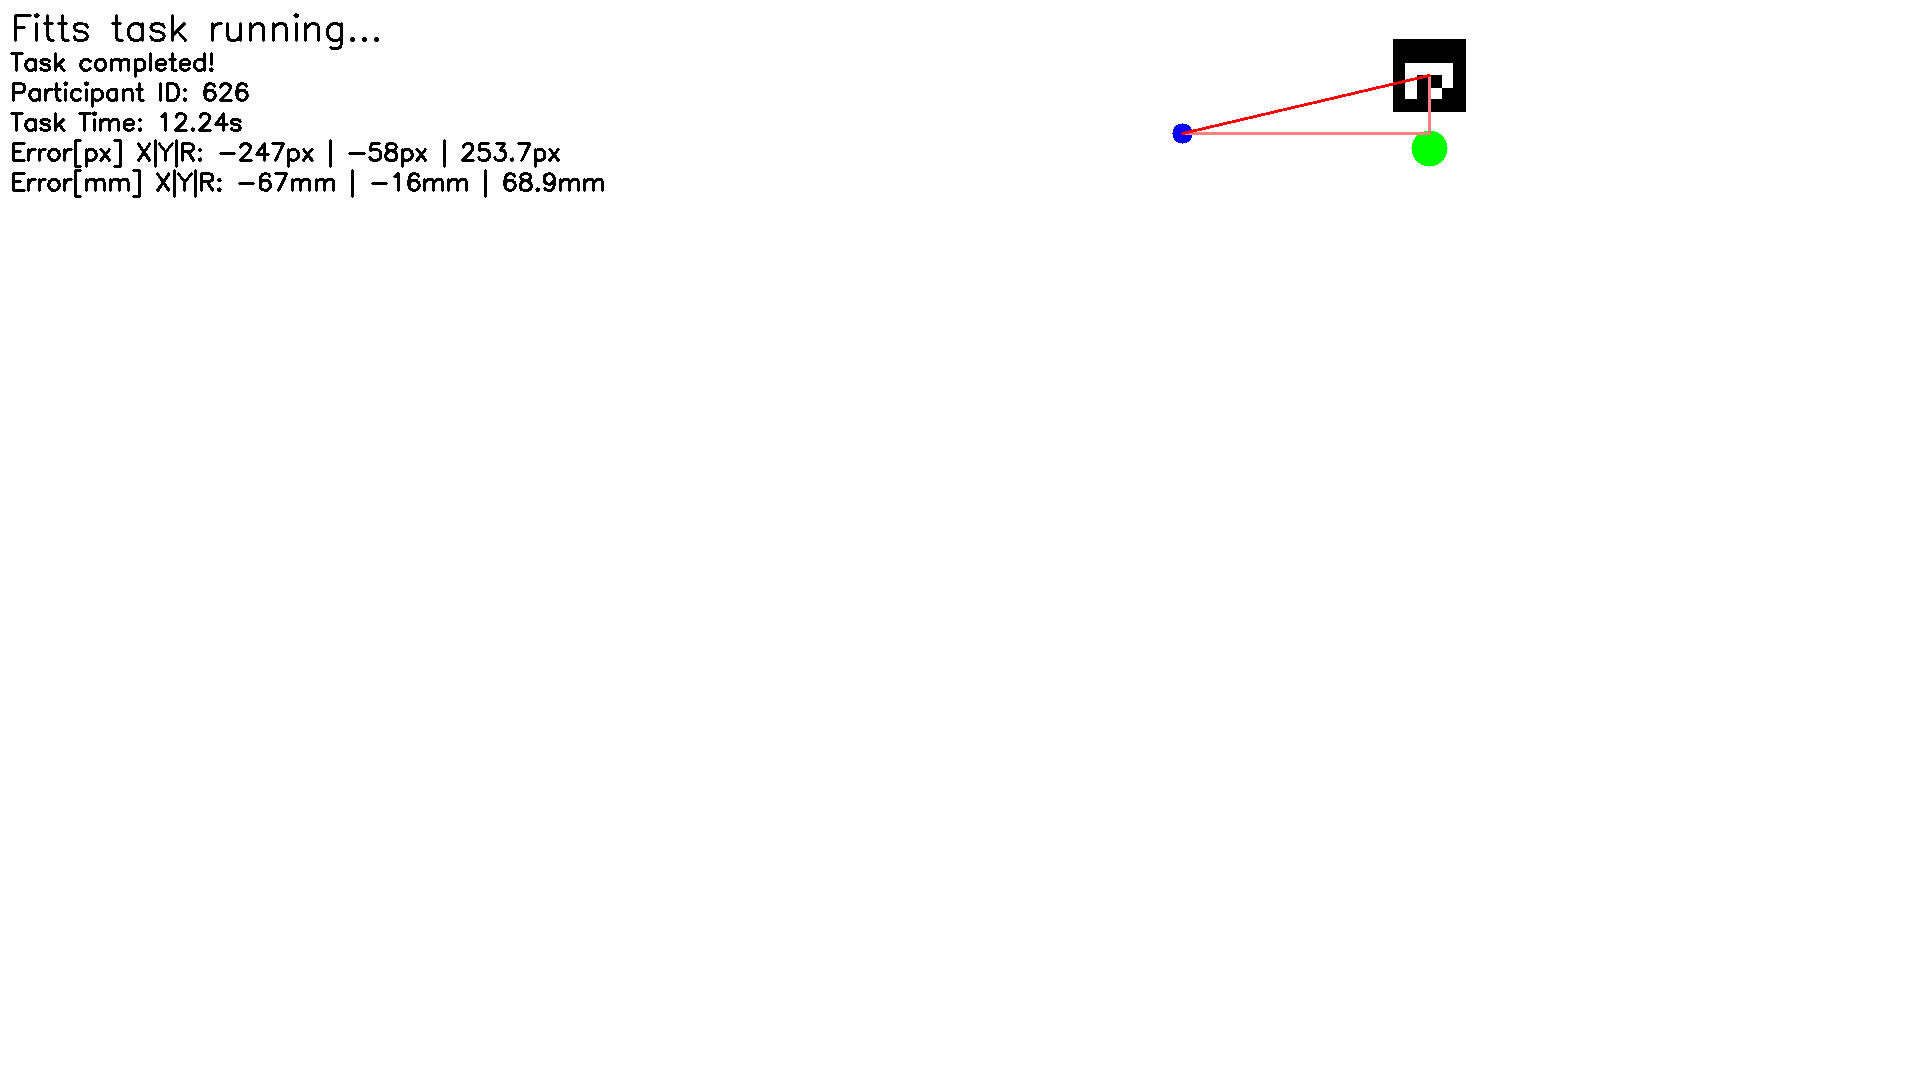 Fitts task running...
Task completed!
Participant ID: 626
Task Time: 12.24s
Error[px] X|Y|R: -247px | -58px | 253.7px
Error[mm] X|Y|R: -67mm | -16mm | 68.9mm